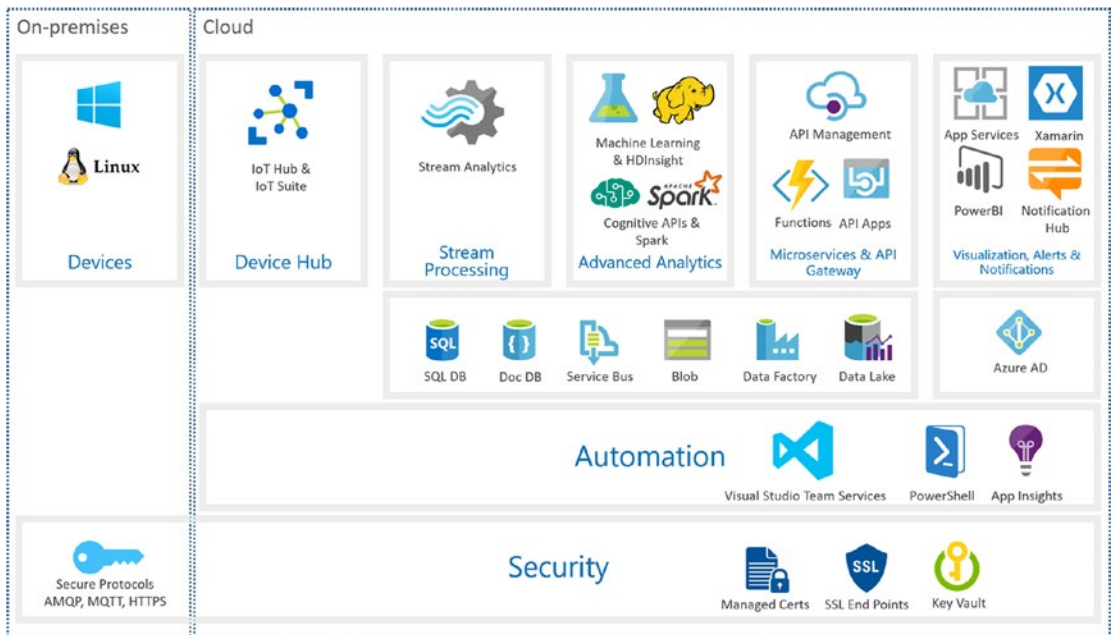 On-premises
Cloud
Linux
Devices
IoT Hub &
IoT Suite
Device Hub
Stream Analytics
Stream
Processing
Machine Learning
& HDInsight
APACHE
Spark
Cognitive APIs &
Spark
Advanced Analytics
API Management
Functions API Apps
Microservices & API
Gateway
App Services Xamarin
PowerBI Notification
Hub
Visualization, Alerts &
Notifications
SQL
SQL DB Doc DB Service Bus Blob Data Factory Data Lake
Azure AD
Automation
Visual Studio Team Services PowerShell App Insights
Secure Protocols
AMQP, MQTT, HTTPS
Security
SSL
Managed Certs SSL End Points Key Vault